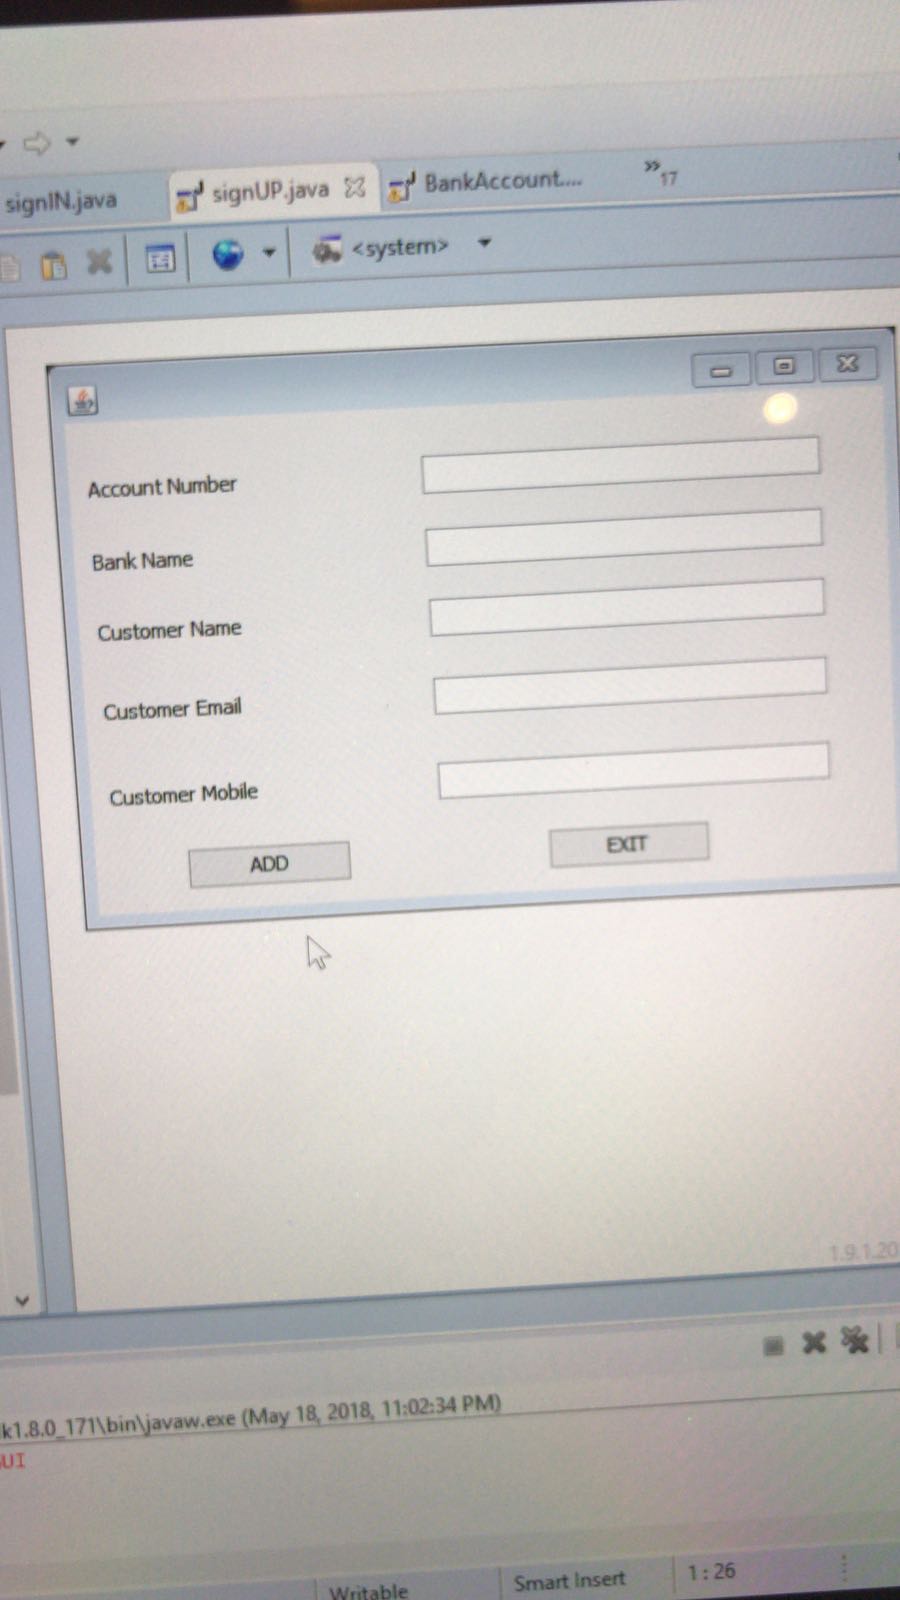 signIN.java
signUP.java
BankAccount....
»17
<system>
Account Number
Bank Name
Customer Name
Customer Email
Customer Mobile
ADD
EXIT
1.9.1.20
k1.8.0_171\bin\javaw.exe (May 18, 2018, 11:02:34 PM)
UI
Writable
Smart Insert
1 : 26